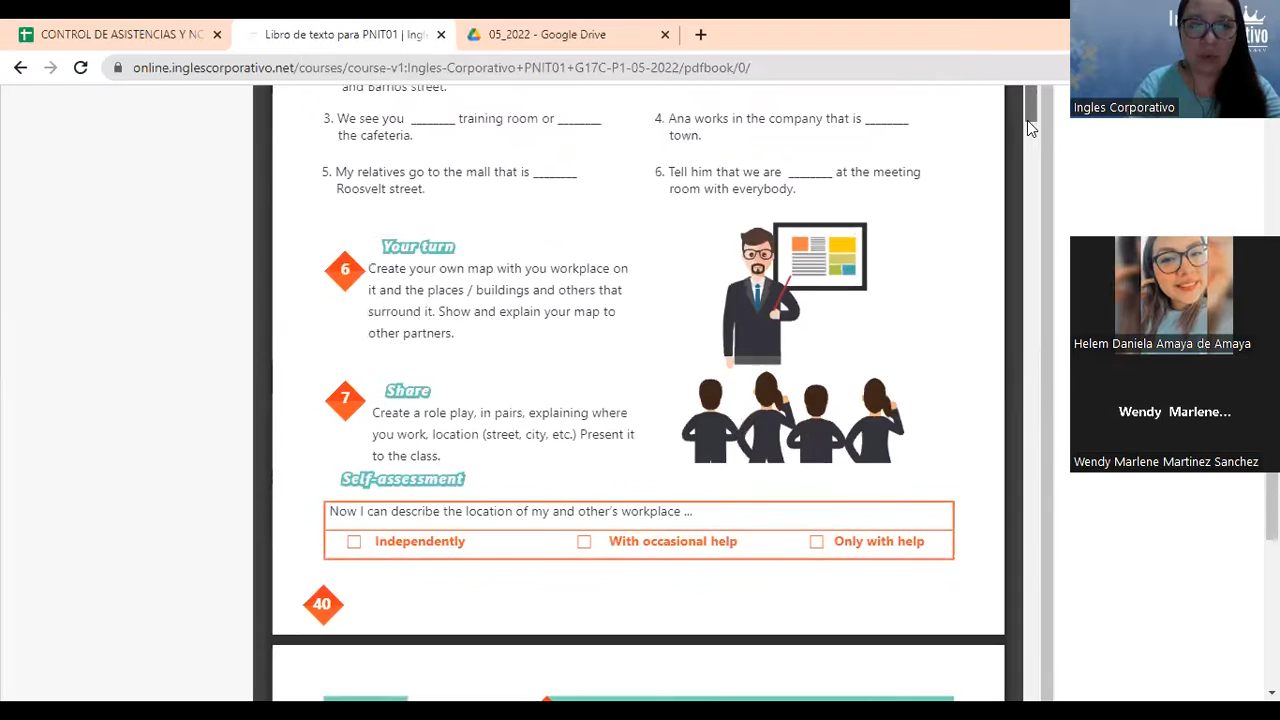 CONTROL DE ASISTENCIAS Y NC
Libro de texto para PNIT01 | Ingle
05_2022 - Google Drive
online.inglescorporativo.net/courses/course-v1:Ingles-Corporativo+PNIT01+G17C-P1-05-2022/pdfbook/0/
Ingles Corporativo
and Barrios street.
3. We see you ________ training room or ________
the cafeteria.
4. Ana works in the company that is ________
town.
5. My relatives go to the mall that is ________
Roosvelt street.
6. Tell him that we are ________ at the meeting
room with everybody.
Your turn
6
Create your own map with you workplace on
it and the places / buildings and others that
surround it. Show and explain your map to
other partners.
Share
7
Create a role play, in pairs, explaining where
you work, location (street, city, etc.) Present it
to the class.
Self-assessment
Now I can describe the location of my and other's workplace ...
Independently
With occasional help
Only with help
40
Helem Daniela Amaya de Amaya
Wendy Marlene...
Wendy Marlene Martinez Sanchez